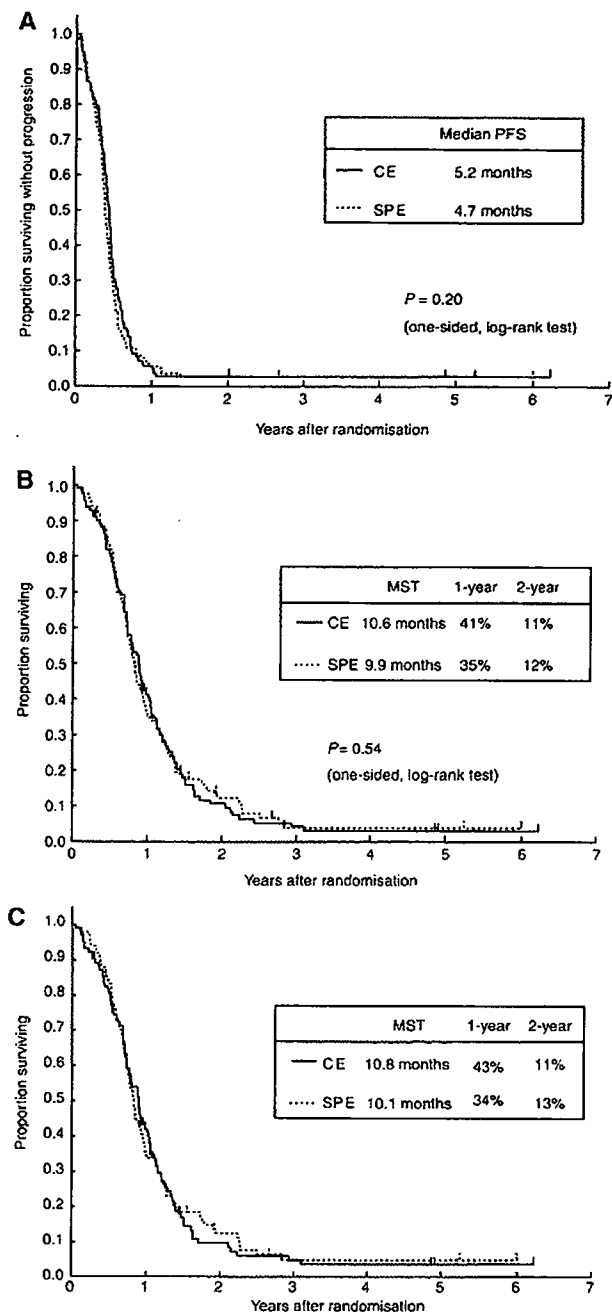 A
1.0
0.9
0.8
0.7
0.6
0.5
0.4
0.3
0.2
0.1
0.0
Proportion surviving without progression
Median PFS
CE 5.2 months
SPE 4.7 months
P = 0.20
(one-sided, log-rank test)
0 1 2 3 4 5 6 7
Years after randomisation
B
1.0
0.9
0.8
0.7
0.6
0.5
0.4
0.3
0.2
0.1
0.0
Proportion surviving
MST 1-year 2-year
CE 10.6 months 41% 11%
SPE 9.9 months 35% 12%
P= 0.54
(one-sided, log-rank test)
0 1 2 3 4 5 6 7
Years after randomisation
C
1.0
0.9
0.8
0.7
0.6
0.5
0.4
0.3
0.2
0.1
0.0
Proportion surviving
MST 1-year 2-year
CE 10.8 months 43% 11%
SPE 10.1 months 34% 13%
0 1 2 3 4 5 6 7
Years after randomisation